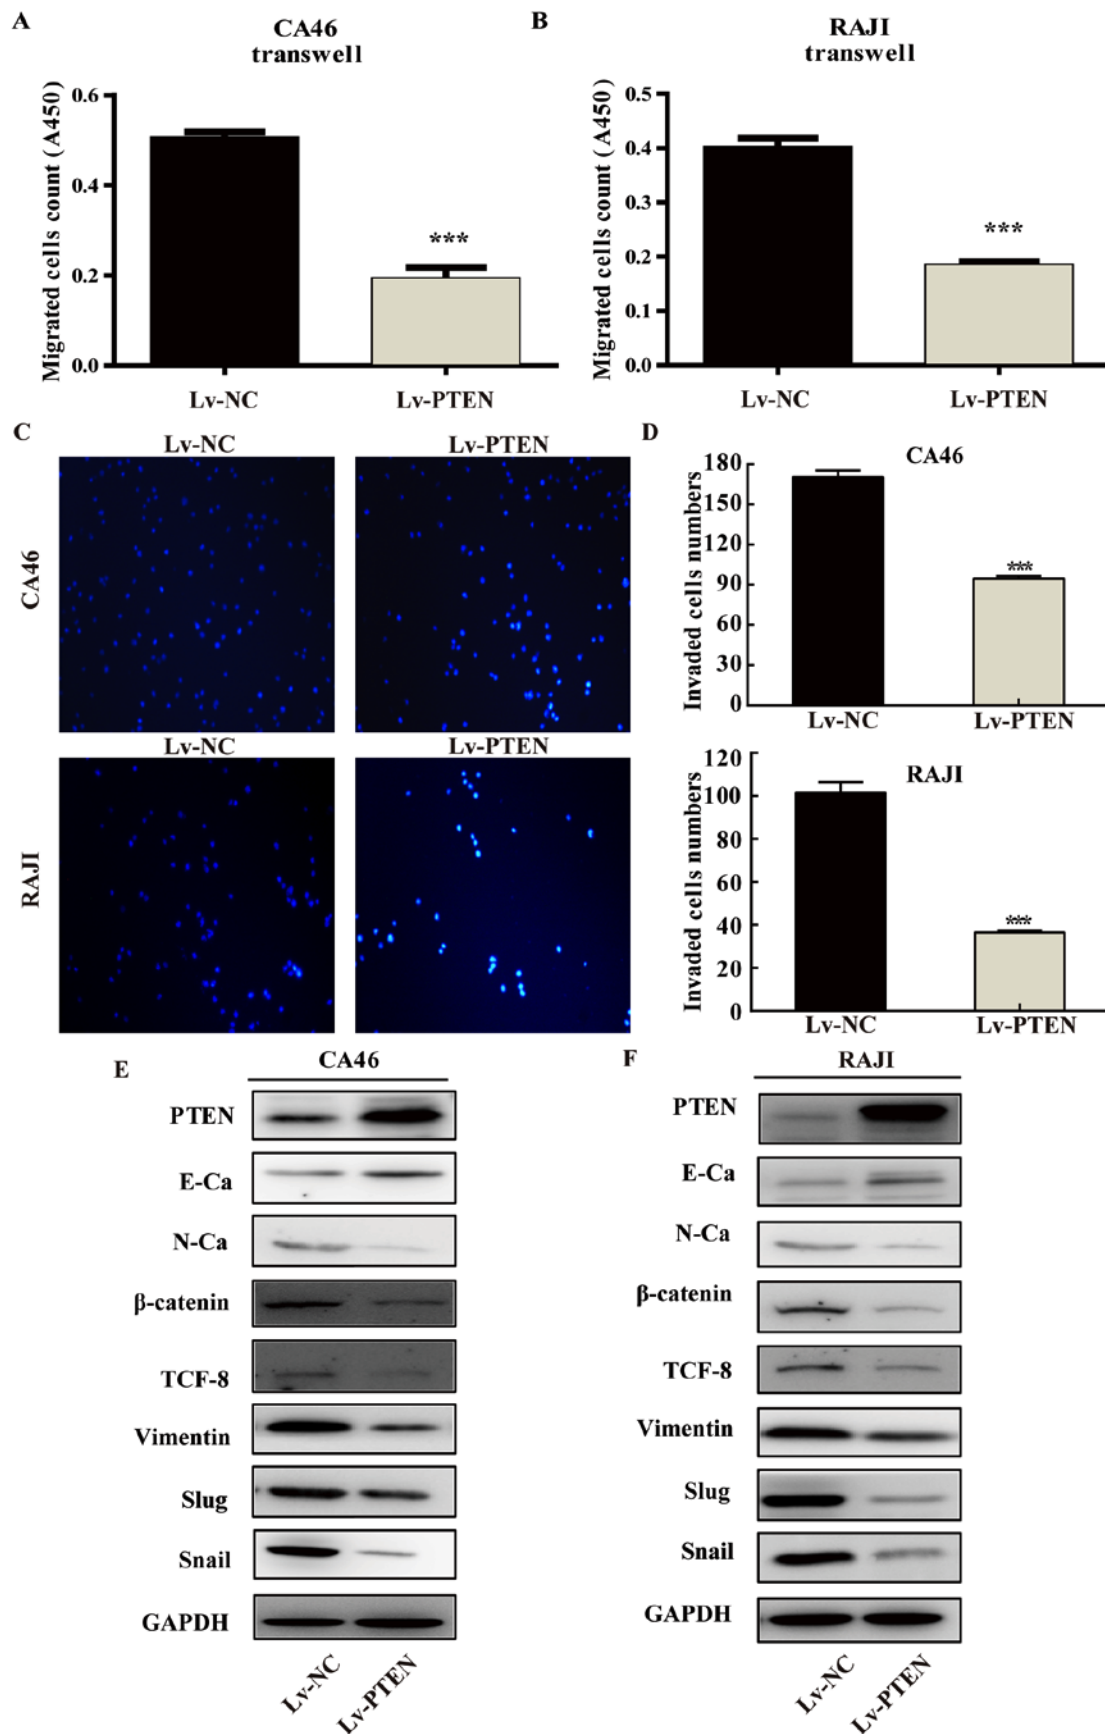 A
CA46
transwell
Migrated cells count (A450)
0.6
0.4
0.2
0.0
***
Lv-NC
Lv-PTEN
B
RAJI
transwell
Migrated cells count (A450)
0.5
0.4
0.3
0.2
0.1
0.0
***
Lv-NC
Lv-PTEN
C
Lv-NC
Lv-PTEN
CA46
Lv-NC
Lv-PTEN
RAJI
D
CA46
Invaded cells numbers
180
150
120
90
60
30
0
***
Lv-NC
Lv-PTEN
RAJI
Invaded cells numbers
120
100
80
60
40
20
0
***
Lv-NC
Lv-PTEN
E
CA46
PTEN
E-Ca
N-Ca
β-catenin
TCF-8
Vimentin
Slug
Snail
GAPDH
Lv-NC
Lv-PTEN
F
RAJI
PTEN
E-Ca
N-Ca
β-catenin
TCF-8
Vimentin
Slug
Snail
GAPDH
Lv-NC
Lv-PTEN